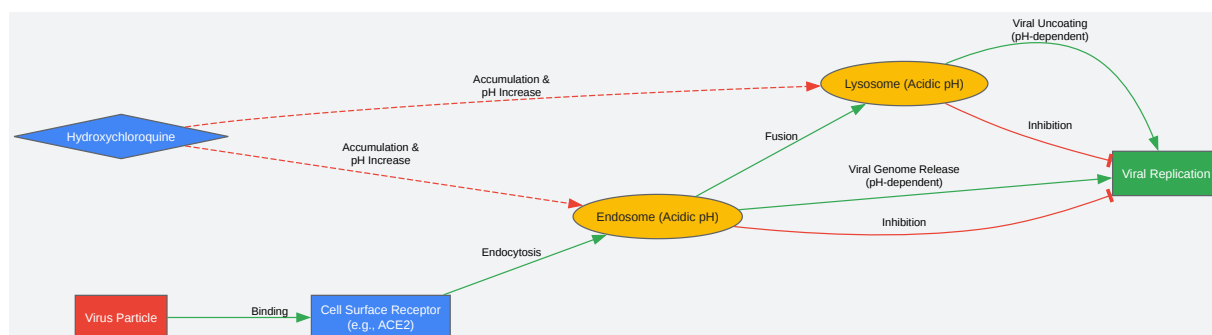 Viral Uncoating
(pH-dependent)
Accumulation &
pH Increase
Lysosome (Acidic pH)
Hydroxychloroquine
Accumulation &
pH Increase
Fusion
Inhibition
Viral Genome Release
(pH-dependent)
Viral Replication
Endosome (Acidic pH)
Inhibition
Endocytosis
Virus Particle
Binding
Cell Surface Receptor
(e.g., ACE2)